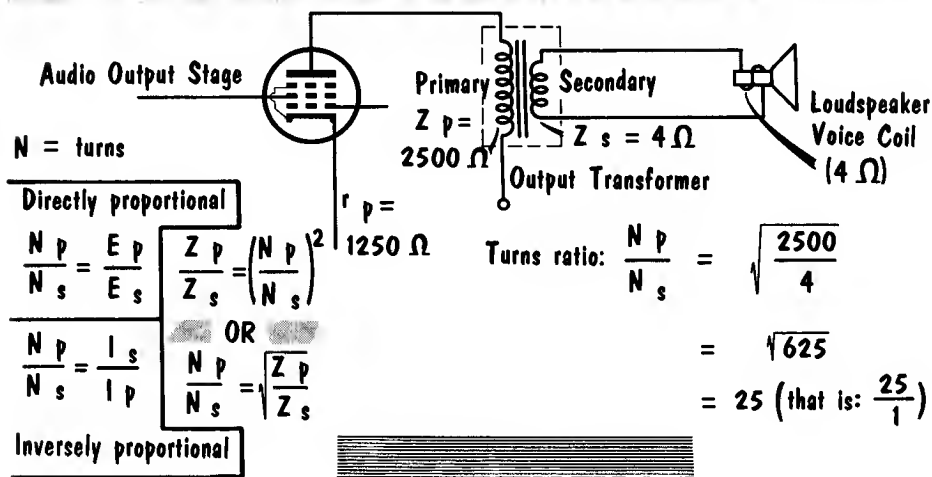 Audio Output Stage
Primary
Z p =
2500 Ω
Secondary
Z s = 4 Ω
Output Transformer
Loudspeaker
Voice Coil
(4 Ω)
N = turns
r p =
1250 Ω
Directly proportional
N p / N s = E p / E s
Z p / Z s = (N p / N s)²
OR
N p / N s = I s / I p
N p / N s = √(Z p / Z s)
Inversely proportional
Turns ratio: N p / N s = √(2500 / 4)
= √625
= 25 (that is: 25 / 1)